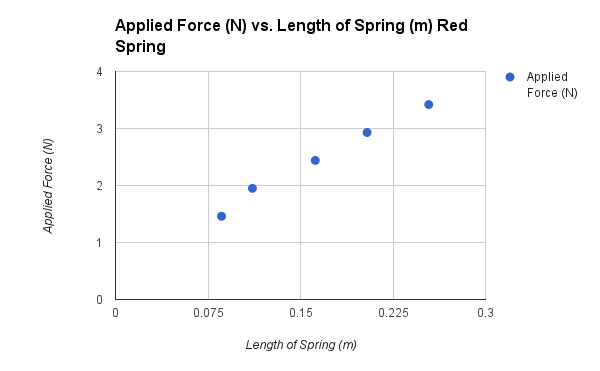 Applied Force (N) vs. Length of Spring (m) Red
Spring
Applied
Force (N)
Applied Force (N)
4
3
2
1
0
0
0.075
0.15
0.225
0.3
Length of Spring (m)